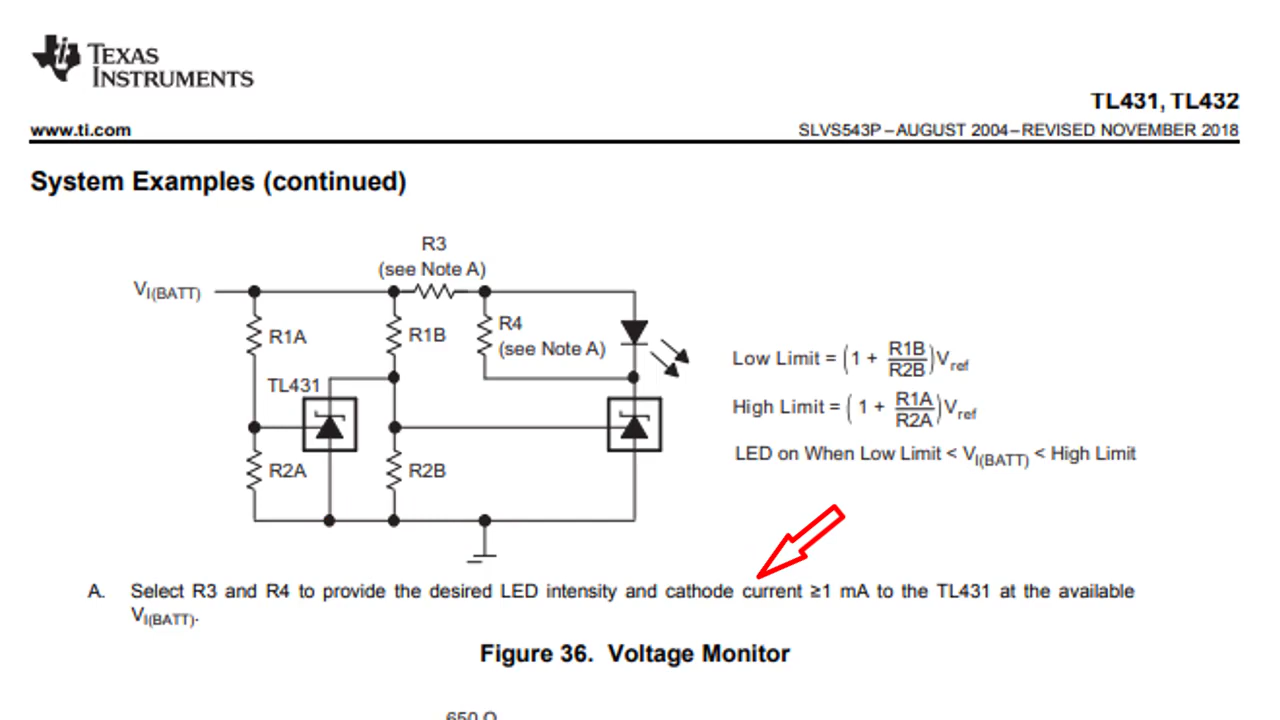 TEXAS
INSTRUMENTS
TL431, TL432
www.ti.com
SLVS543P – AUGUST 2004 – REVISED NOVEMBER 2018
System Examples (continued)
R3
(see Note A)
VI(BATT)
R1A
R1B
R4
(see Note A)
TL431
R2A
R2B
Low Limit = (1 + R1B/R2B) Vref
High Limit = (1 + R1A/R2A) Vref
LED on When Low Limit < VI(BATT) < High Limit
A. Select R3 and R4 to provide the desired LED intensity and cathode current ≥1 mA to the TL431 at the available
VI(BATT).
Figure 36. Voltage Monitor
650 Ω